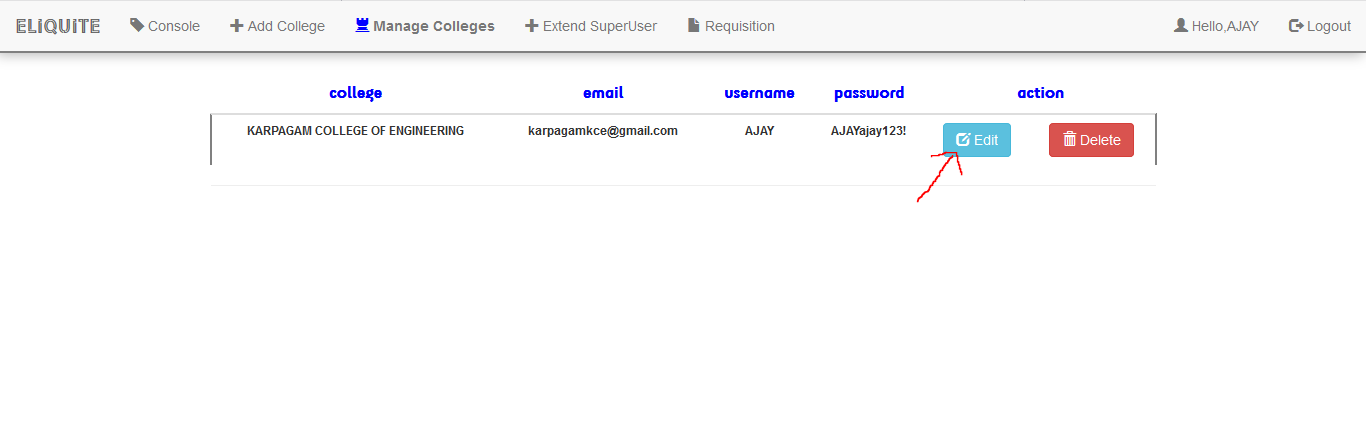 ELiQUiTE Console Add College Manage Colleges Extend SuperUser Requisition Hello,AJAY Logout
college email username password action
KARPAGAM COLLEGE OF ENGINEERING karpagamkce@gmail.com AJAY AJAYajay123! Edit Delete